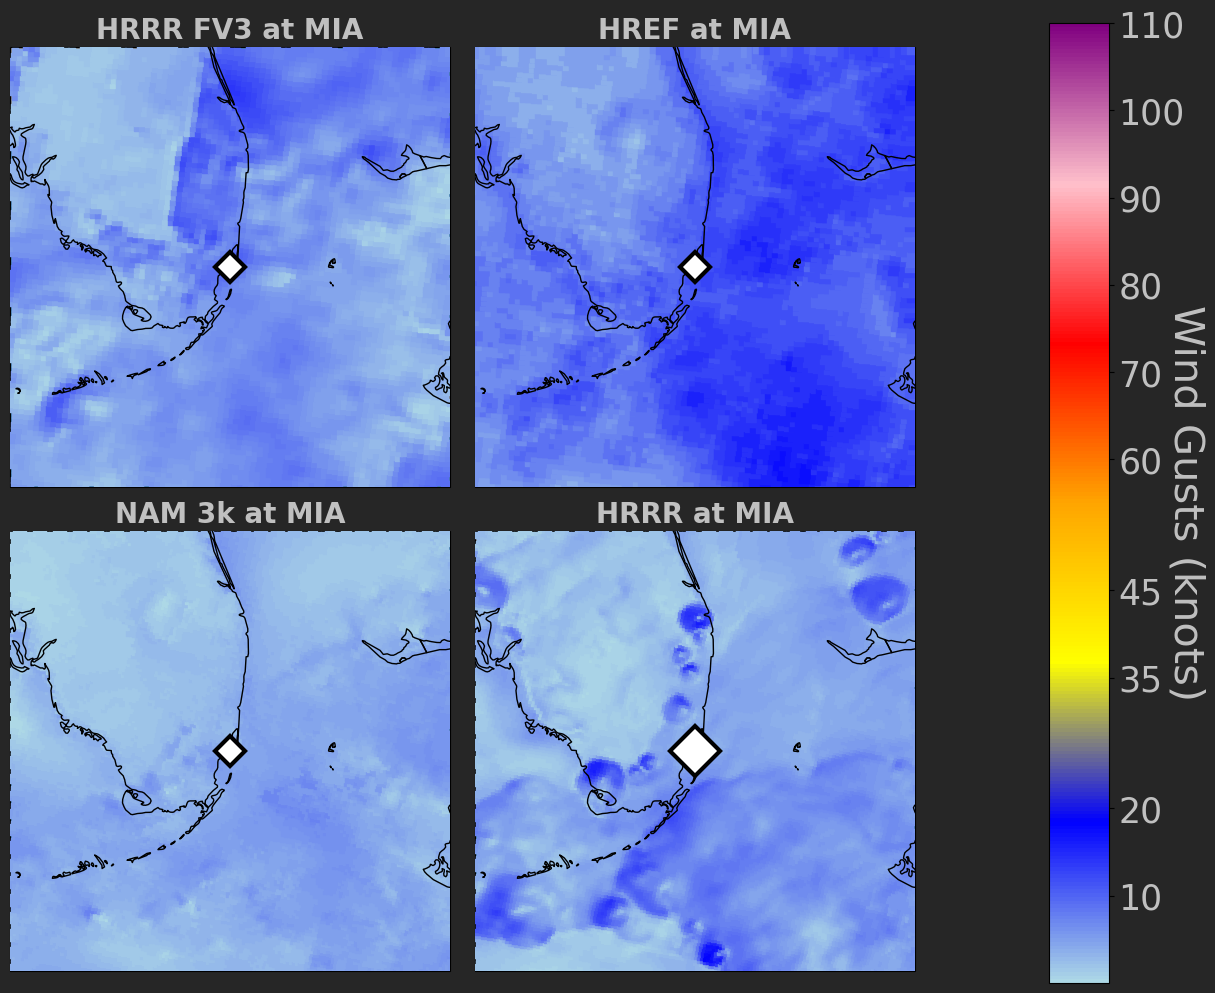 HRRR FV3 at MIA
HREF at MIA
NAM 3k at MIA
HRRR at MIA
110
100
90
80
70
60
45
35
20
10
Wind Gusts (knots)